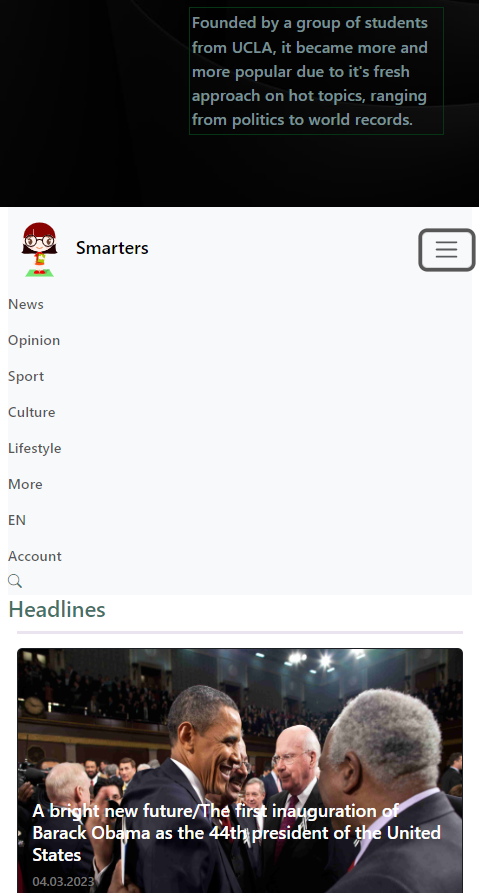 Founded by a group of students
from UCLA, it became more and
more popular due to it's fresh
approach on hot topics, ranging
from politics to world records.
Smarters
News
Opinion
Sport
Culture
Lifestyle
More
EN
Account
Headlines
A bright new future/The first inauguration of
Barack Obama as the 44th president of the United
States
04.03.2023